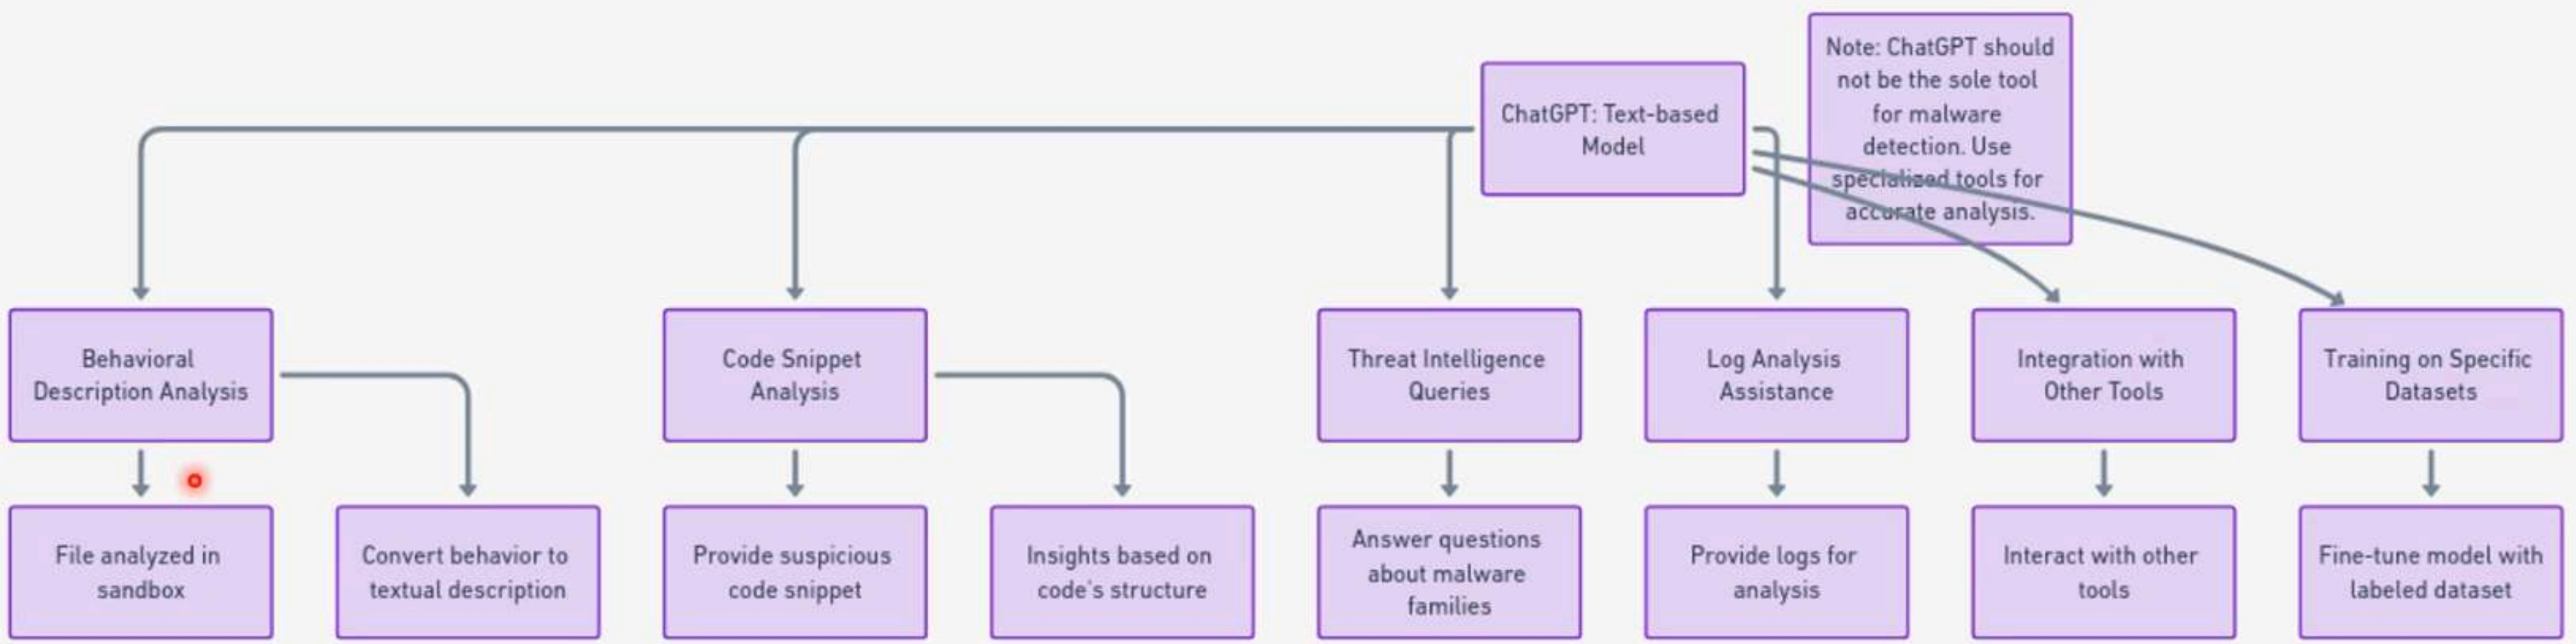 Note: ChatGPT should
not be the sole tool
for malware
detection. Use
specialized tools for
accurate analysis.
ChatGPT: Text-based
Model
Behavioral
Description Analysis
Code Snippet
Analysis
Threat Intelligence
Queries
Log Analysis
Assistance
Integration with
Other Tools
Training on Specific
Datasets
File analyzed in
sandbox
Convert behavior to
textual description
Provide suspicious
code snippet
Insights based on
code's structure
Answer questions
about malware
families
Provide logs for
analysis
Interact with other
tools
Fine-tune model with
labeled dataset